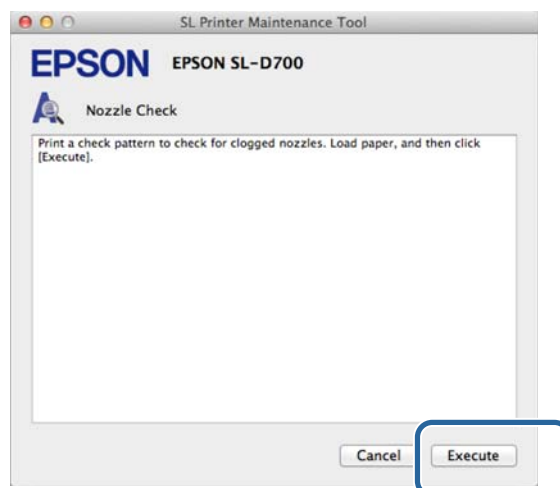 SL Printer Maintenance Tool
EPSON EPSON SL-D700
Nozzle Check
Print a check pattern to check for clogged nozzles. Load paper, and then click
[Execute].
Cancel Execute